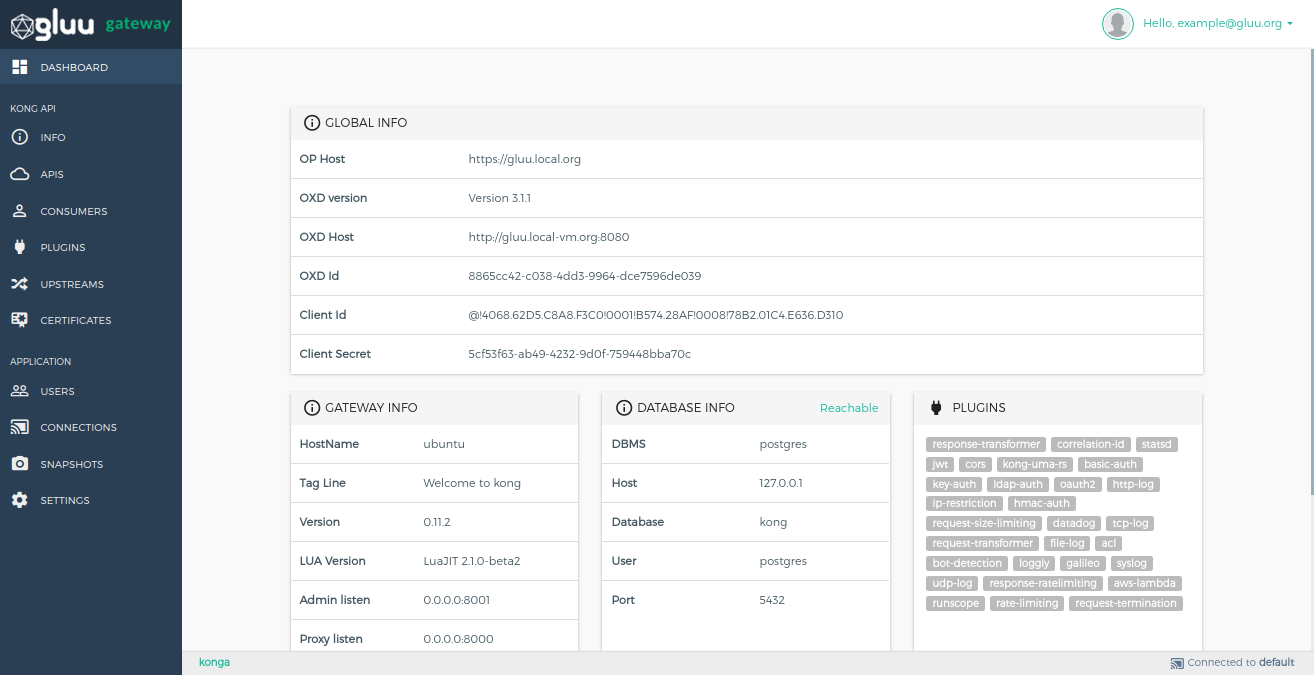 gluu gateway
Hello, example@gluu.org
DASHBOARD
KONG API
INFO
APIS
CONSUMERS
PLUGINS
UPSTREAMS
CERTIFICATES
APPLICATION
USERS
CONNECTIONS
SNAPSHOTS
SETTINGS
GLOBAL INFO
OP Host https://gluu.local.org
OXD version Version 3.1.1
OXD Host http://gluu.local-vm.org:8080
OXD Id 8865cc42-c038-4dd3-9964-dce7596de039
Client Id @!4068.62D5.C8A8.F3C0!0001!B574.28AF!0008!78B2.01C4.E636.D310
Client Secret 5cf53f63-ab49-4232-9d0f-759448bba70c
GATEWAY INFO
HostName ubuntu
Tag Line Welcome to kong
Version 0.11.2
LUA Version LuaJIT 2.1.0-beta2
Admin listen 0.0.0.0:8001
Proxy listen 0.0.0.0:8000
DATABASE INFO Reachable
DBMS postgres
Host 127.0.0.1
Database kong
User postgres
Port 5432
PLUGINS
response-transformer correlation-id statsd
jwt cors kong-uma-rs basic-auth
key-auth ldap-auth oauth2 http-log
ip-restriction hmac-auth
request-size-limiting datadog tcp-log
request-transformer file-log acl
bot-detection loggly galileo syslog
udp-log response-ratelimiting aws-lambda
runscope rate-limiting request-termination
konga
Connected to default